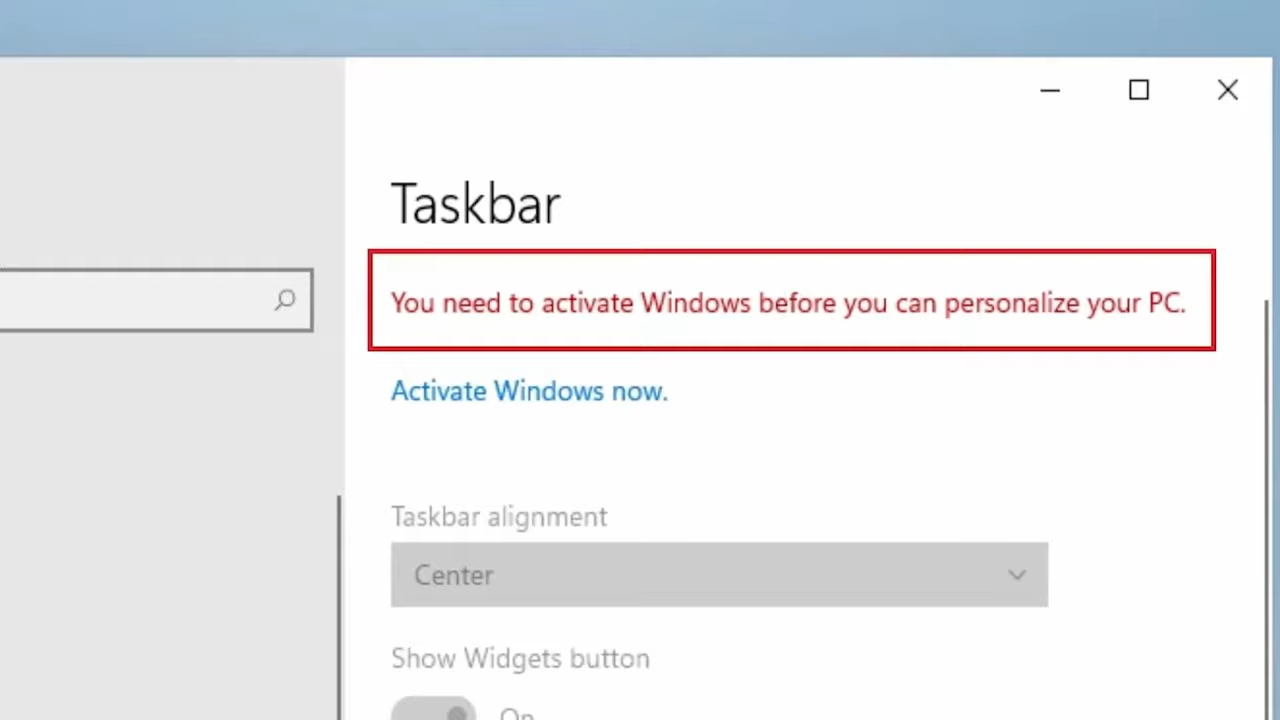 Taskbar
You need to activate Windows before you can personalize your PC.
Activate Windows now.
Taskbar alignment
Center
Show Widgets button
On